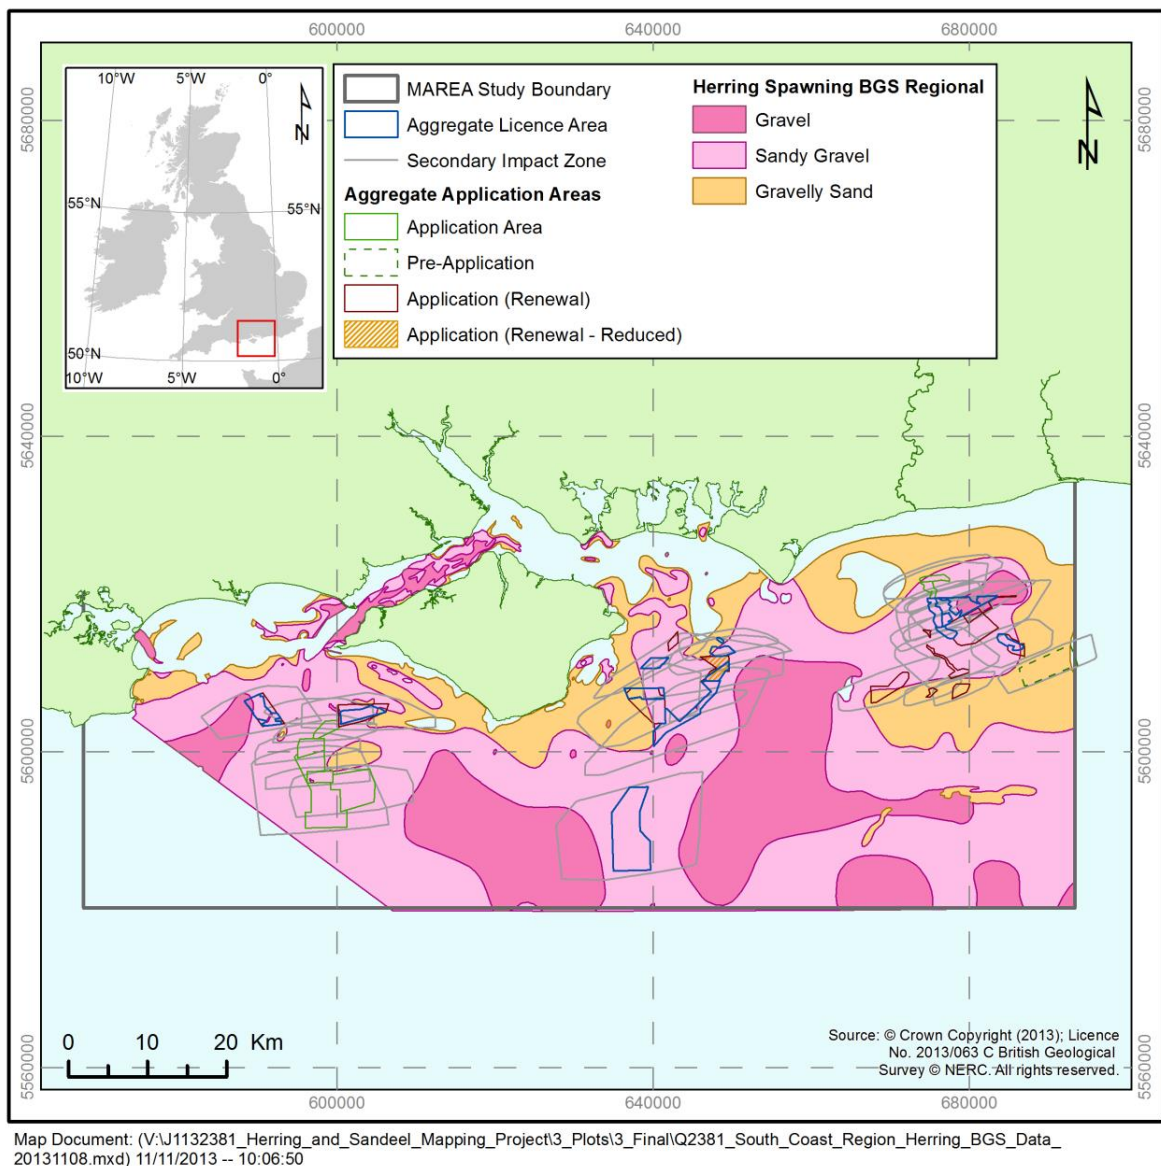 600000
640000
680000
10°W
5°W
0°
N
55°N
55°N
50°N
10°W
5°W
0°
MAREA Study Boundary
Aggregate Licence Area
Secondary Impact Zone
Aggregate Application Areas
Application Area
Pre-Application
Application (Renewal)
Application (Renewal - Reduced)
Herring Spawning BGS Regional
Gravel
Sandy Gravel
Gravelly Sand
N
5680000
5680000
5640000
5640000
5600000
5600000
5560000
5560000
0 10 20 Km
Source: © Crown Copyright (2013); Licence
No. 2013/063 C British Geological
Survey © NERC. All rights reserved.
600000
640000
680000
Map Document: (V:\J1132381_Herring_and_Sandeel_Mapping_Project\3_Plots\3_Final\Q2381_South_Coast_Region_Herring_BGS_Data_
20131108.mxd) 11/11/2013 -- 10:06:50